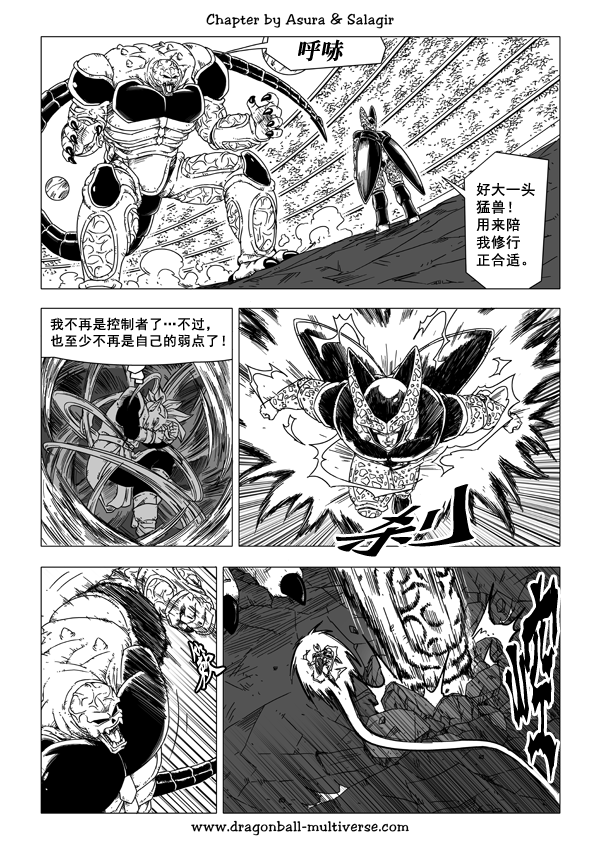 Chapter by Asura & Salagir
呼哧
好大一头
猛兽！
用来陪
我修行
正合适。
我不再是控制者了…不过，
也至少不再是自己的弱点了！
刹
www.dragonball-multiverse.com